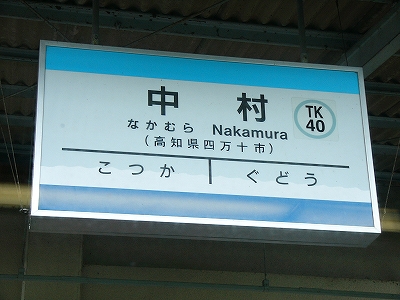 中村
なかむら Nakamura
TK
40
(高知県四万十市)
こつか ぐどう